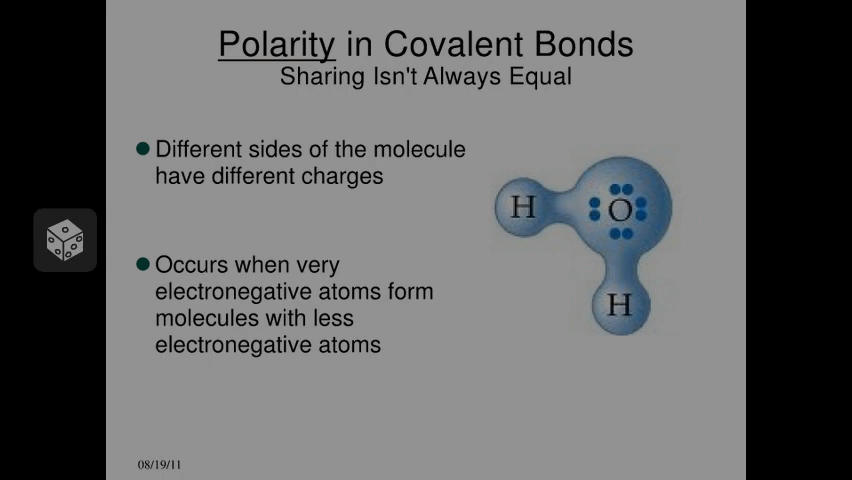 Polarity in Covalent Bonds
Sharing Isn't Always Equal
Different sides of the molecule
have different charges
H
O
Occurs when very
electronegative atoms form
molecules with less
electronegative atoms
H
08/19/11